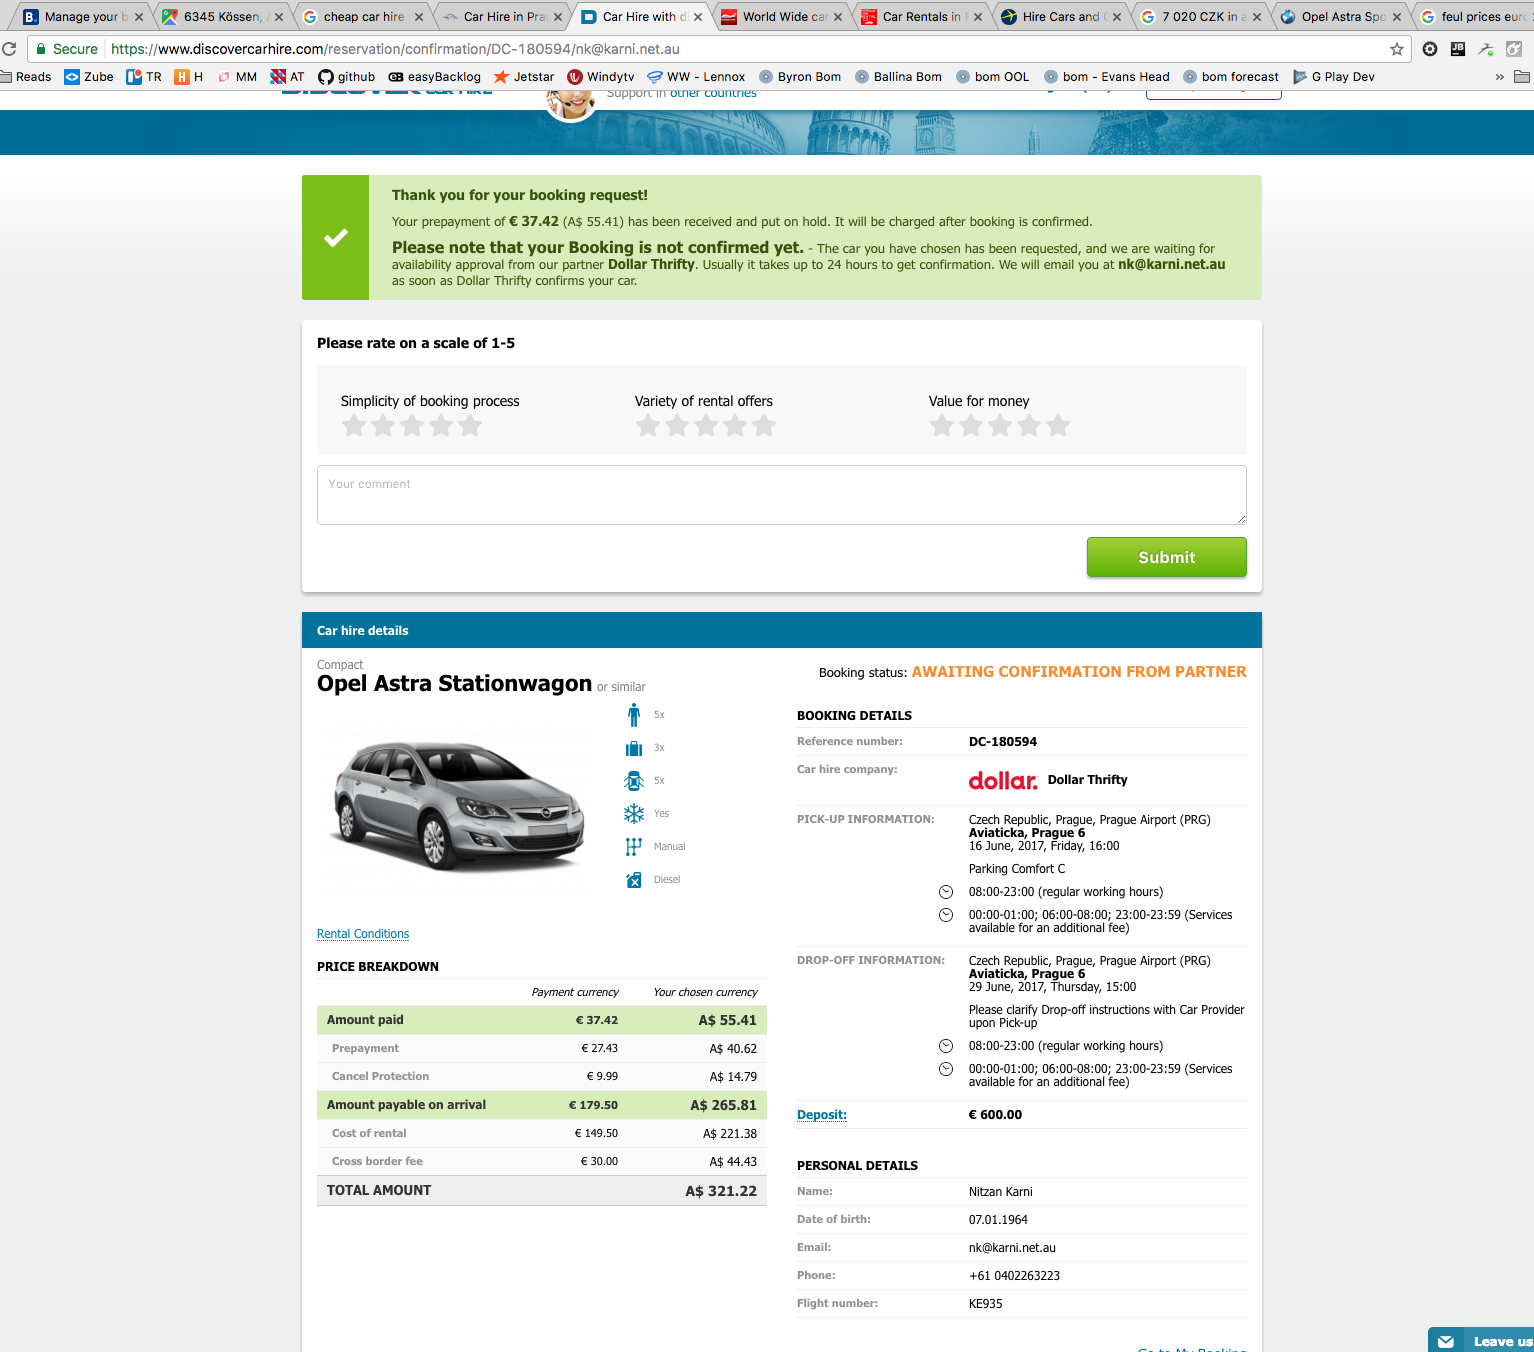 Manage your b
6345 Kössen, A
cheap car hire
Car Hire in Pra
Car Hire with di
World Wide car
Car Rentals in
Hire Cars and
7 020 CZK in a
Opel Astra Spo
feul prices euro
Secure https://www.discovercarhire.com/reservation/confirmation/DC-180594/nk@karni.net.au
Reads Zube TR H MM AT github easyBacklog Jetstar Windytv WW - Lennox Byron Bom Ballina Bom bom OOL bom - Evans Head bom forecast G Play Dev »
Support in other countries
Thank you for your booking request!
Your prepayment of € 37.42 (A$ 55.41) has been received and put on hold. It will be charged after booking is confirmed.
Please note that your Booking is not confirmed yet. - The car you have chosen has been requested, and we are waiting for
availability approval from our partner Dollar Thrifty. Usually it takes up to 24 hours to get confirmation. We will email you at nk@karni.net.au
as soon as Dollar Thrifty confirms your car.
Please rate on a scale of 1-5
Simplicity of booking process
Variety of rental offers
Value for money
Your comment
Submit
Car hire details
Compact
Opel Astra Stationwagon or similar
5x
3x
5x
Yes
Manual
Diesel
Rental Conditions
PRICE BREAKDOWN
Payment currency Your chosen currency
Amount paid € 37.42 A$ 55.41
Prepayment € 27.43 A$ 40.62
Cancel Protection € 9.99 A$ 14.79
Amount payable on arrival € 179.50 A$ 265.81
Cost of rental € 149.50 A$ 221.38
Cross border fee € 30.00 A$ 44.43
TOTAL AMOUNT A$ 321.22
Booking status: AWAITING CONFIRMATION FROM PARTNER
BOOKING DETAILS
Reference number: DC-180594
Car hire company: dollar. Dollar Thrifty
PICK-UP INFORMATION: Czech Republic, Prague, Prague Airport (PRG)
Aviaticka, Prague 6
16 June, 2017, Friday, 16:00
Parking Comfort C
08:00-23:00 (regular working hours)
00:00-01:00; 06:00-08:00; 23:00-23:59 (Services
available for an additional fee)
DROP-OFF INFORMATION: Czech Republic, Prague, Prague Airport (PRG)
Aviaticka, Prague 6
29 June, 2017, Thursday, 15:00
Please clarify Drop-off instructions with Car Provider
upon Pick-up
08:00-23:00 (regular working hours)
00:00-01:00; 06:00-08:00; 23:00-23:59 (Services
available for an additional fee)
Deposit: € 600.00
PERSONAL DETAILS
Name: Nitzan Karni
Date of birth: 07.01.1964
Email: nk@karni.net.au
Phone: +61 0402263223
Flight number: KE935
Go to My Booking
Leave us